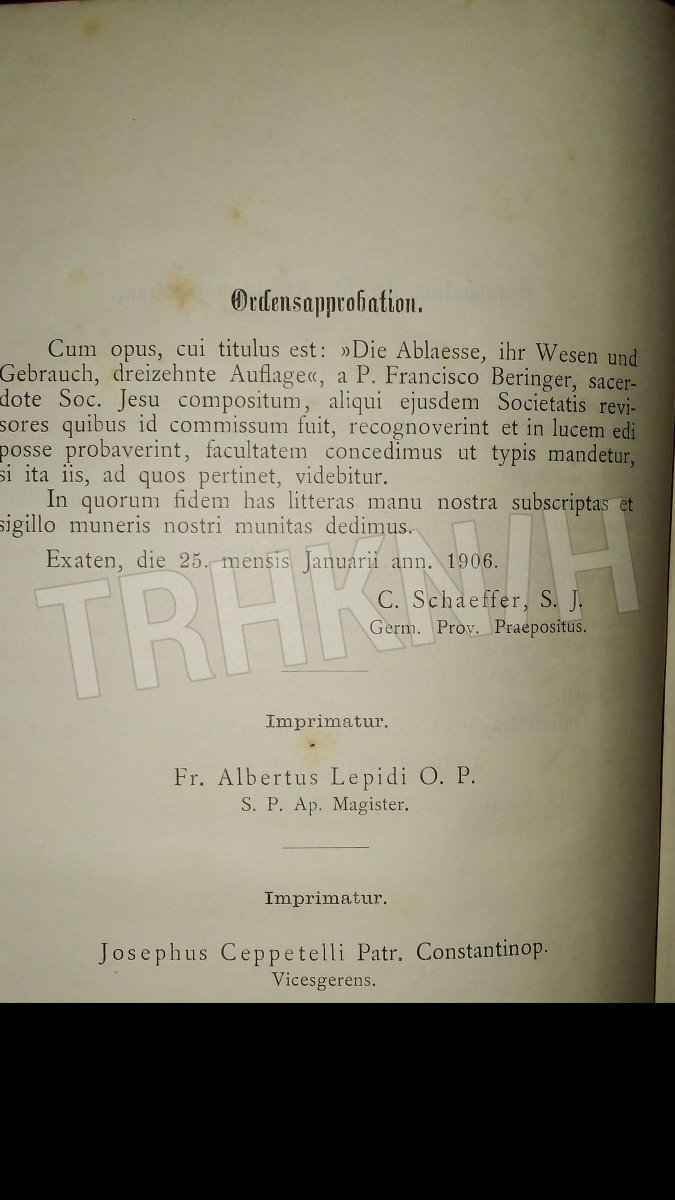 Ordensapprobation.
Cum opus, cui titulus est: »Die Ablaesse, ihr Wesen und
Gebrauch, dreizehnte Auflage«, a P. Francisco Beringer, sacer-
dote Soc. Jesu compositum, aliqui ejusdem Societatis revi-
sores quibus id commissum fuit, recognoverint et in lucem edi
posse probaverint, facultatem concedimus ut typis mandetur,
si ita iis, ad quos pertinet, videbitur.
In quorum fidem has litteras manu nostra subscriptas et
sigillo muneris nostri munitas dedimus.
Exaten, die 25. mensis Januarii ann. 1906.
C. Schaeffer, S. J.
Germ. Prov. Praepositus.
TRHKN/H
Imprimatur.
Fr. Albertus Lepidi O. P.
S. P. Ap. Magister.
Imprimatur.
Josephus Ceppetelli Patr. Constantinop.
Vicesgerens.